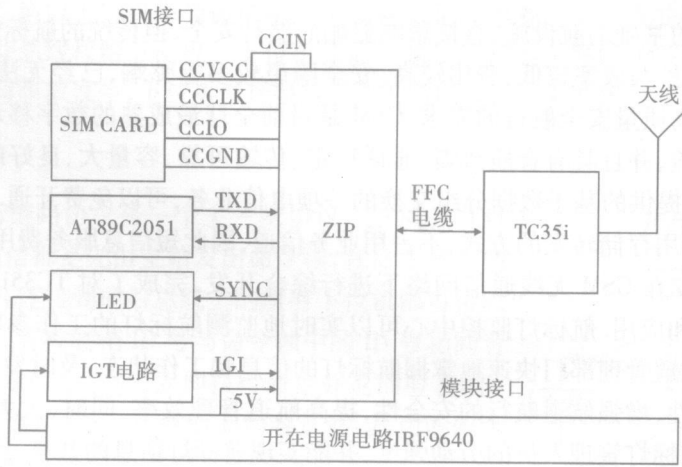 SIM接口
CCIN
CCVCC
CCCLK
CCIO
CCGND
SIM CARD
天线
TXD
RXD
AT89C2051
ZIP
FFC
电缆
TC35i
LED
SYNC
IGT电路
IGI
5V
模块接口
开在电源电路IRF9640